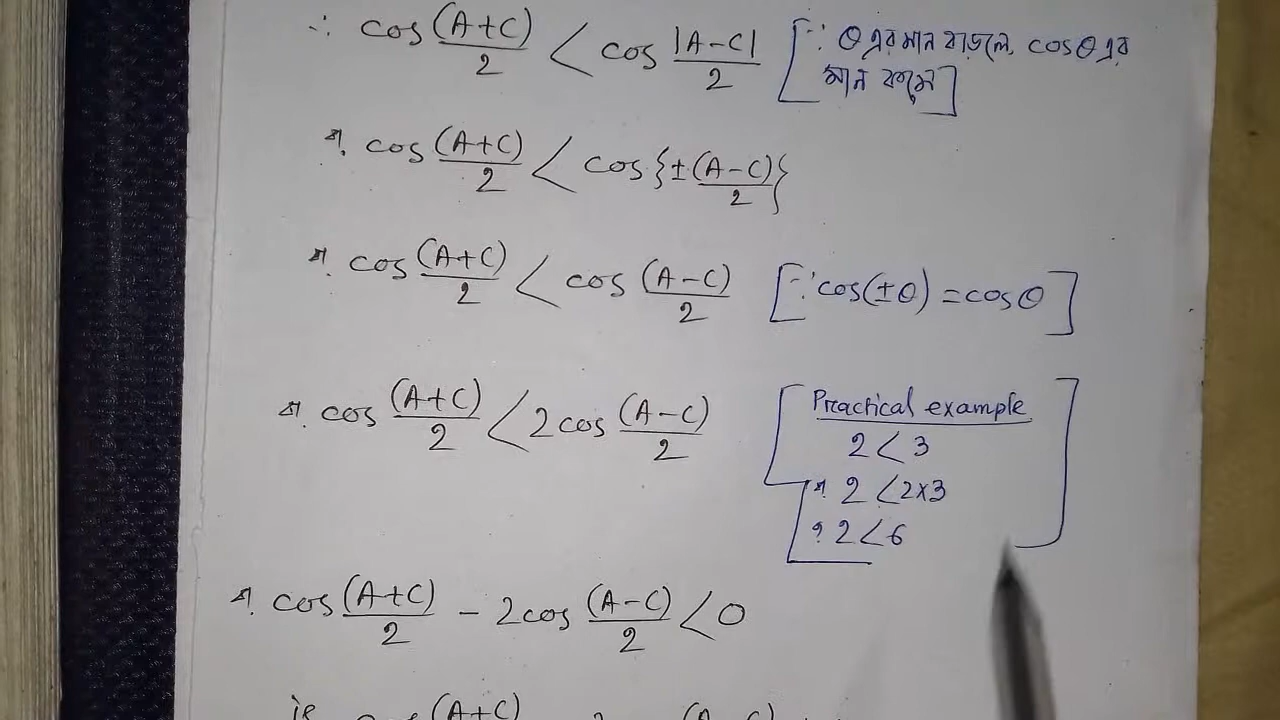 ∴ cos (A+C)/2 < cos |A-C|/2 [∵ θ এর মান বাড়লে, cosθ এর
মান কমে]
বা, cos (A+C)/2 < cos{±(A-C)/2}
বা, cos (A+C)/2 < cos (A-C)/2 [∵ cos(±θ) = cosθ]
বা, cos (A+C)/2 < 2cos (A-C)/2
Practical example
2 < 3
বা, 2 < 2×3
2 < 6
বা, cos (A+C)/2 - 2cos (A-C)/2 < 0
ie